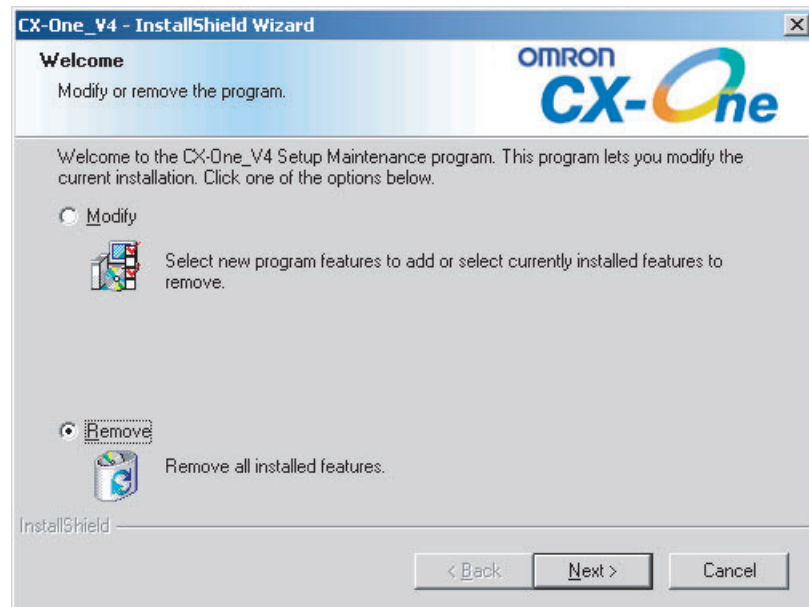 CX-One_V4 - InstallShield Wizard
Welcome
Modify or remove the program.
OMRON
CX-One
Welcome to the CX-One_V4 Setup Maintenance program. This program lets you modify the
current installation. Click one of the options below.
Modify
Select new program features to add or select currently installed features to
remove.
Remove
Remove all installed features.
InstallShield
< Back
Next >
Cancel